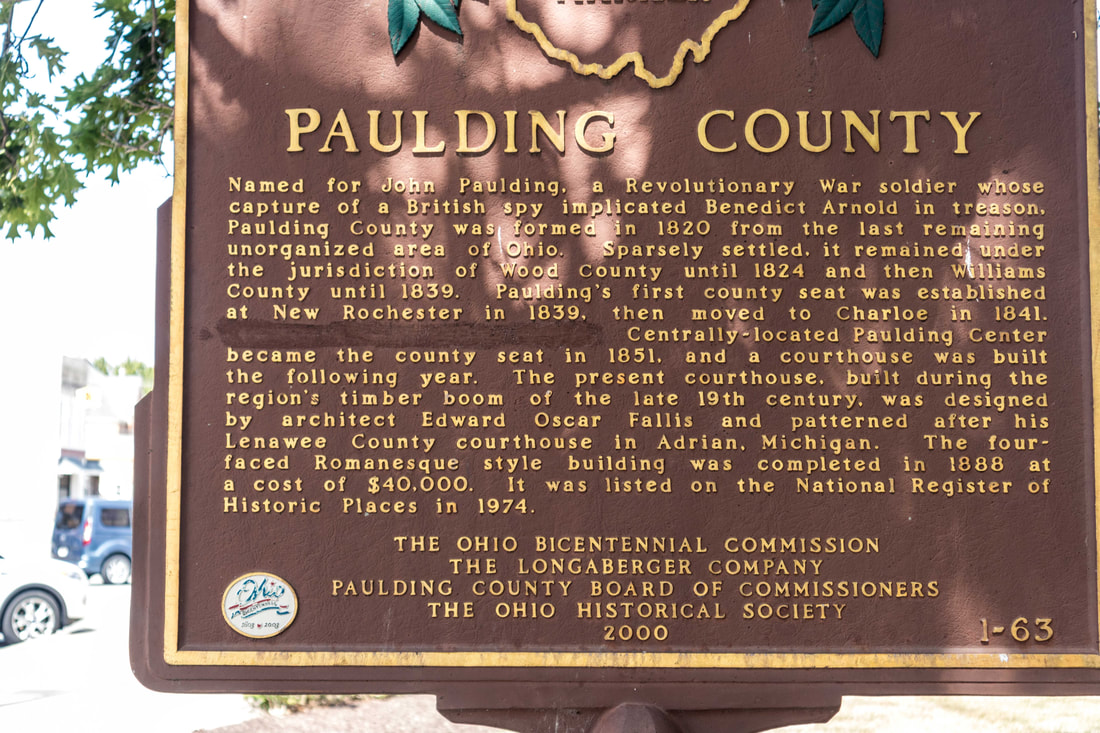 PAULDING COUNTY
Named for John Paulding, a Revolutionary War soldier whose
capture of a British spy implicated Benedict Arnold in treason,
Paulding County was formed in 1820 from the last remaining
unorganized area of Ohio. Sparsely settled, it remained under
the jurisdiction of Wood County until 1824 and then Williams
County until 1839. Paulding's first county seat was established
at New Rochester in 1839, then moved to Charloe in 1841.
Centrally-located Paulding Center
became the county seat in 1851, and a courthouse was built
the following year. The present courthouse, built during the
region's timber boom of the late 19th century, was designed
by architect Edward Oscar Fallis and patterned after his
Lenawee County courthouse in Adrian, Michigan. The four-
faced Romanesque style building was completed in 1888 at
a cost of $40,000. It was listed on the National Register of
Historic Places in 1974.
THE OHIO BICENTENNIAL COMMISSION
THE LONGABERGER COMPANY
PAULDING COUNTY BOARD OF COMMISSIONERS
THE OHIO HISTORICAL SOCIETY
2000
1-63
Ohio
BICENTENNIAL
1803 2003